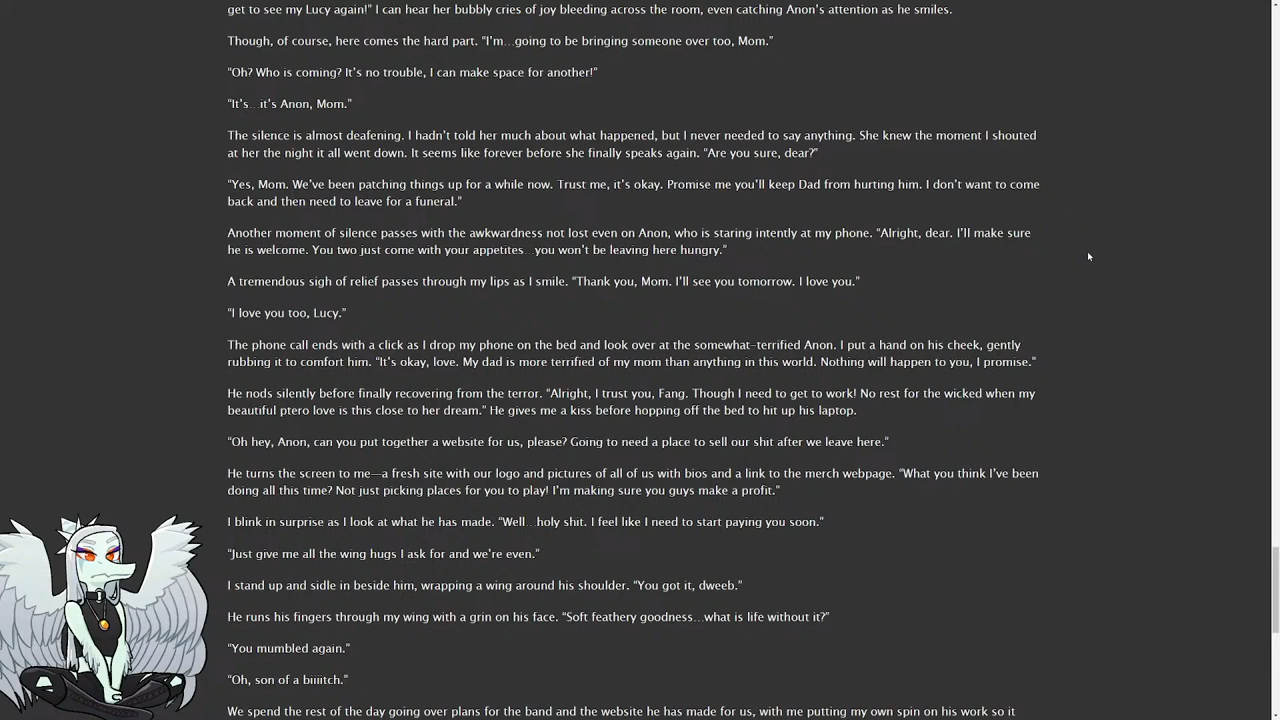 get to see my Lucy again!" I can hear her bubbly cries of joy bleeding across the room, even catching Anon's attention as he smiles.
Though, of course, here comes the hard part. "I'm…going to be bringing someone over too, Mom."
"Oh? Who is coming? It's no trouble, I can make space for another!"
"It's…it's Anon, Mom."
The silence is almost deafening. I hadn't told her much about what happened, but I never needed to say anything. She knew the moment I shouted
at her the night it all went down. It seems like forever before she finally speaks again. "Are you sure, dear?"
"Yes, Mom. We've been patching things up for a while now. Trust me, it's okay. Promise me you'll keep Dad from hurting him. I don't want to come
back and then need to leave for a funeral."
Another moment of silence passes with the awkwardness not lost even on Anon, who is staring intently at my phone. "Alright, dear. I'll make sure
he is welcome. You two just come with your appetites…you won't be leaving here hungry."
A tremendous sigh of relief passes through my lips as I smile. "Thank you, Mom. I'll see you tomorrow. I love you."
"I love you too, Lucy."
The phone call ends with a click as I drop my phone on the bed and look over at the somewhat-terrified Anon. I put a hand on his cheek, gently
rubbing it to comfort him. "It's okay, love. My dad is more terrified of my mom than anything in this world. Nothing will happen to you, I promise."
He nods silently before finally recovering from the terror. "Alright, I trust you, Fang. Though I need to get to work! No rest for the wicked when my
beautiful ptero love is this close to her dream." He gives me a kiss before hopping off the bed to hit up his laptop.
"Oh hey, Anon, can you put together a website for us, please? Going to need a place to sell our shit after we leave here."
He turns the screen to me—a fresh site with our logo and pictures of all of us with bios and a link to the merch webpage. "What you think I've been
doing all this time? Not just picking places for you to play! I'm making sure you guys make a profit."
I blink in surprise as I look at what he has made. "Well…holy shit. I feel like I need to start paying you soon."
"Just give me all the wing hugs I ask for and we're even."
I stand up and sidle in beside him, wrapping a wing around his shoulder. "You got it, dweeb."
He runs his fingers through my wing with a grin on his face. "Soft feathery goodness…what is life without it?"
"You mumbled again."
"Oh, son of a biiiitch."
We spend the rest of the day going over plans for the band and the website he has made for us, with me putting my own spin on his work so it